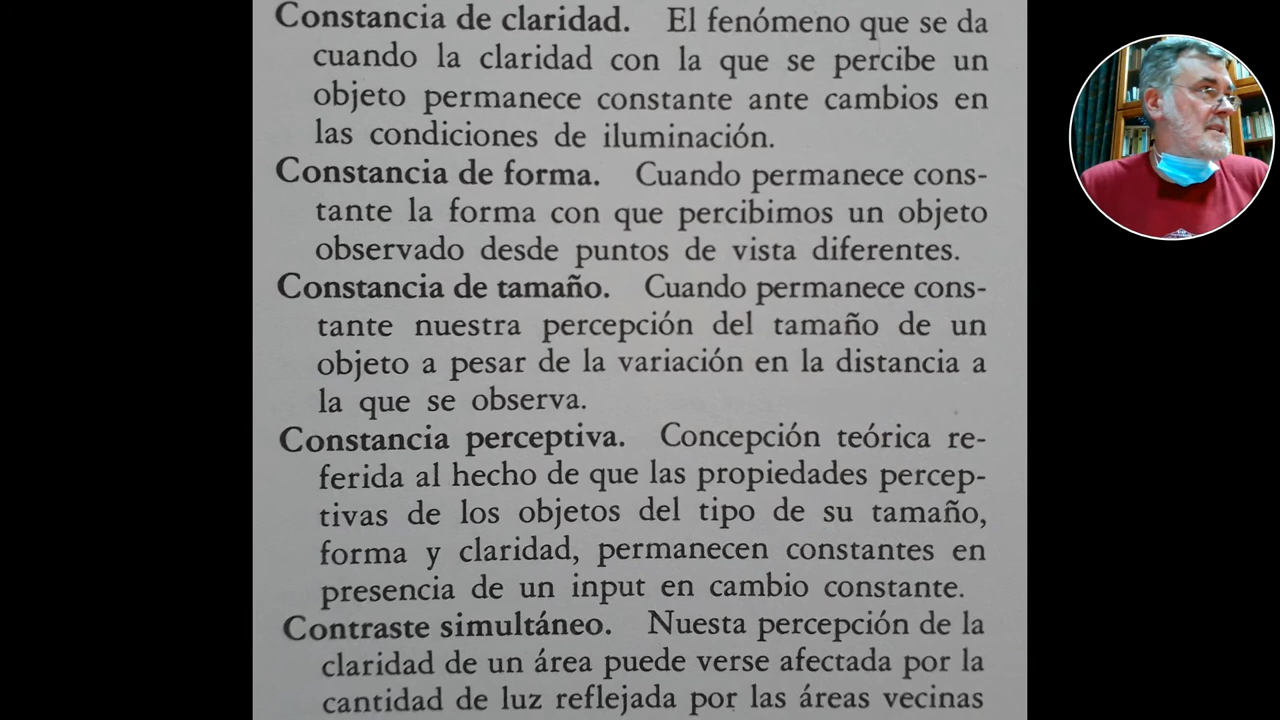 Constancia de claridad. El fenómeno que se da
cuando la claridad con la que se percibe un
objeto permanece constante ante cambios en
las condiciones de iluminación.
Constancia de forma. Cuando permanece cons-
tante la forma con que percibimos un objeto
observado desde puntos de vista diferentes.
Constancia de tamaño. Cuando permanece cons-
tante nuestra percepción del tamaño de un
objeto a pesar de la variación en la distancia a
la que se observa.
Constancia perceptiva. Concepción teórica re-
ferida al hecho de que las propiedades percep-
tivas de los objetos del tipo de su tamaño,
forma y claridad, permanecen constantes en
presencia de un input en cambio constante.
Contraste simultáneo. Nuesta percepción de la
claridad de un área puede verse afectada por la
cantidad de luz reflejada por las áreas vecinas